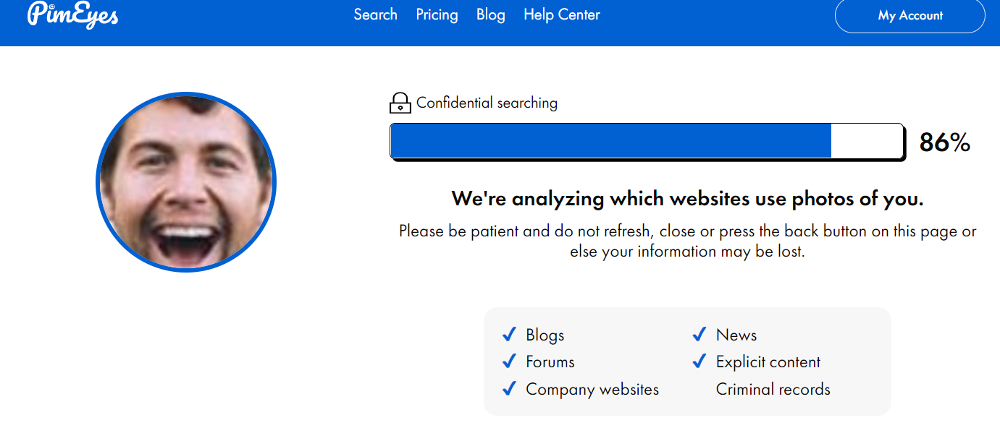 PimEyes
Search Pricing Blog Help Center
My Account
Confidential searching
86%
We're analyzing which websites use photos of you.
Please be patient and do not refresh, close or press the back button on this page or
else your information may be lost.
Blogs
News
Forums
Explicit content
Company websites
Criminal records